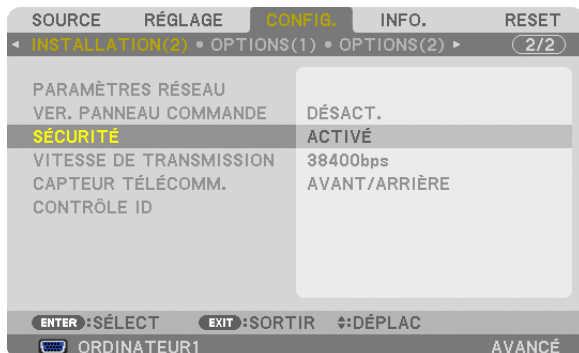 SOURCE RÉGLAGE CONFIG. INFO. RESET
◂ INSTALLATION(2) • OPTIONS(1) • OPTIONS(2) ▸ 2/2
PARAMÈTRES RÉSEAU
VER. PANNEAU COMMANDE DÉSACT.
SÉCURITÉ ACTIVÉ
VITESSE DE TRANSMISSION 38400bps
CAPTEUR TÉLÉCOMM. AVANT/ARRIÈRE
CONTRÔLE ID
ENTER:SÉLECT EXIT:SORTIR ⬍:DÉPLAC
ORDINATEUR1 AVANCÉ